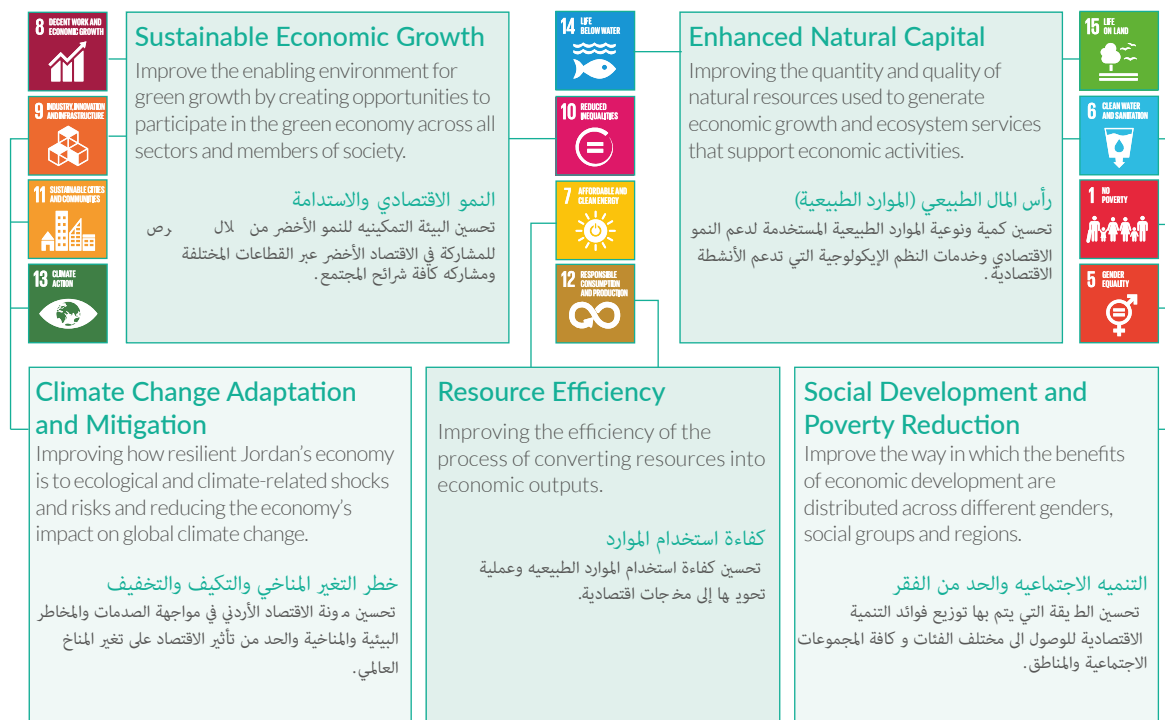 8 DECENT WORK AND
ECONOMIC GROWTH
9 INDUSTRY, INNOVATION
AND INFRASTRUCTURE
11 SUSTAINABLE CITIES
AND COMMUNITIES
13 CLIMATE
ACTION
Sustainable Economic Growth
Improve the enabling environment for
green growth by creating opportunities to
participate in the green economy across all
sectors and members of society.
النمو الاقتصادي والاستدامة
تحسين البيئة التمكينيه للنمو الأخضر من
للمشاركة في الاقتصاد الأخضر عبر القطاعات المختلفة
ومشاركه كافة شرائح المجتمع.
14 LIFE
BELOW WATER
10 REDUCED
INEQUALITIES
7 AFFORDABLE AND
CLEAN ENERGY
12 RESPONSIBLE
CONSUMPTION
AND PRODUCTION
Enhanced Natural Capital
Improving the quantity and quality of
natural resources used to generate
economic growth and ecosystem services
that support economic activities.
رأس المال الطبيعي (الموارد الطبيعية)
تحسين كمية ونوعية الموارد الطبيعية المستخدمة لدعم النمو
الاقتصادي وخدمات النظم الإيكولوجية التي تدعم الأنشطة
الاقتصادية.
15 LIFE
ON LAND
6 CLEAN WATER
AND SANITATION
1 NO
POVERTY
5 GENDER
EQUALITY
Climate Change Adaptation
and Mitigation
Improving how resilient Jordan's economy
is to ecological and climate-related shocks
and risks and reducing the economy's
impact on global climate change.
خطر التغير المناخي والتكيف والتخفيف
تحسين الاقتصاد الأردني في مواجهة الصدمات والمخاطر
البيئية والمناخية والحد من تأثير الاقتصاد على تغير المناخ
العالمي.
Resource Efficiency
Improving the efficiency of the
process of converting resources into
economic outputs.
كفاءة استخدام الموارد
تحسين كفاءة استخدام الموارد الطبيعيه وعملية
إلى اقتصادية.
Social Development and
Poverty Reduction
Improve the way in which the benefits
of economic development are
distributed across different genders,
social groups and regions.
التنميه الاجتماعيه والحد من الفقر
تحسين التي يتم بها توزيع فوائد التنمية
الاقتصادية للوصول الى مختلف الفئات و كافة المجموعات
الاجتماعية والمناطق.